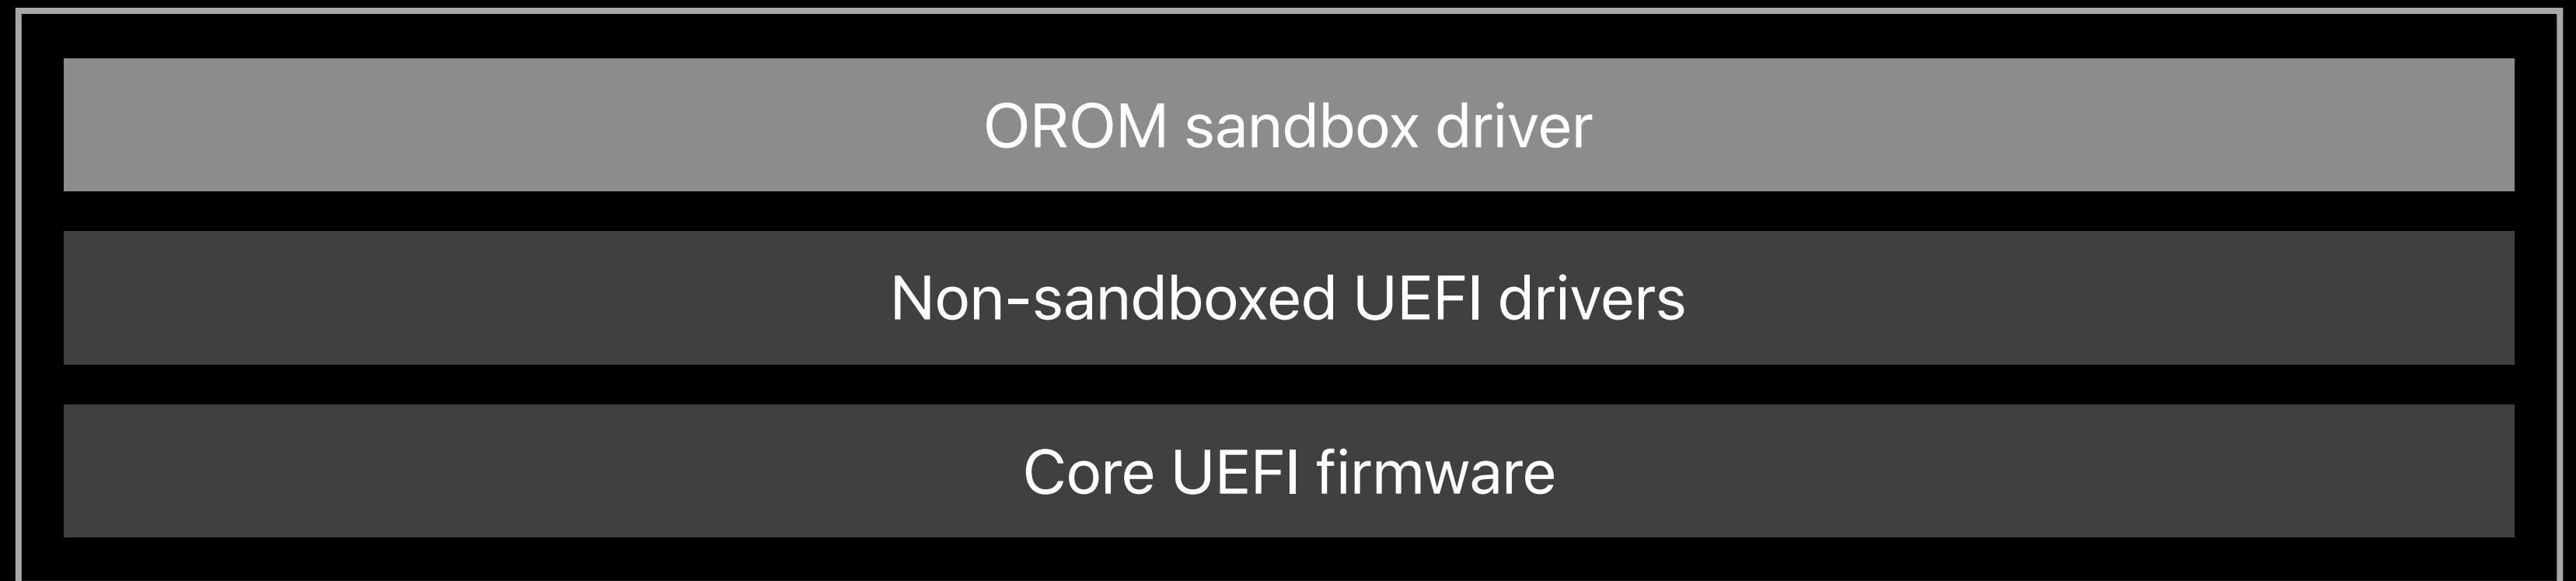 OROM sandbox driver
Non-sandboxed UEFI drivers
Core UEFI firmware